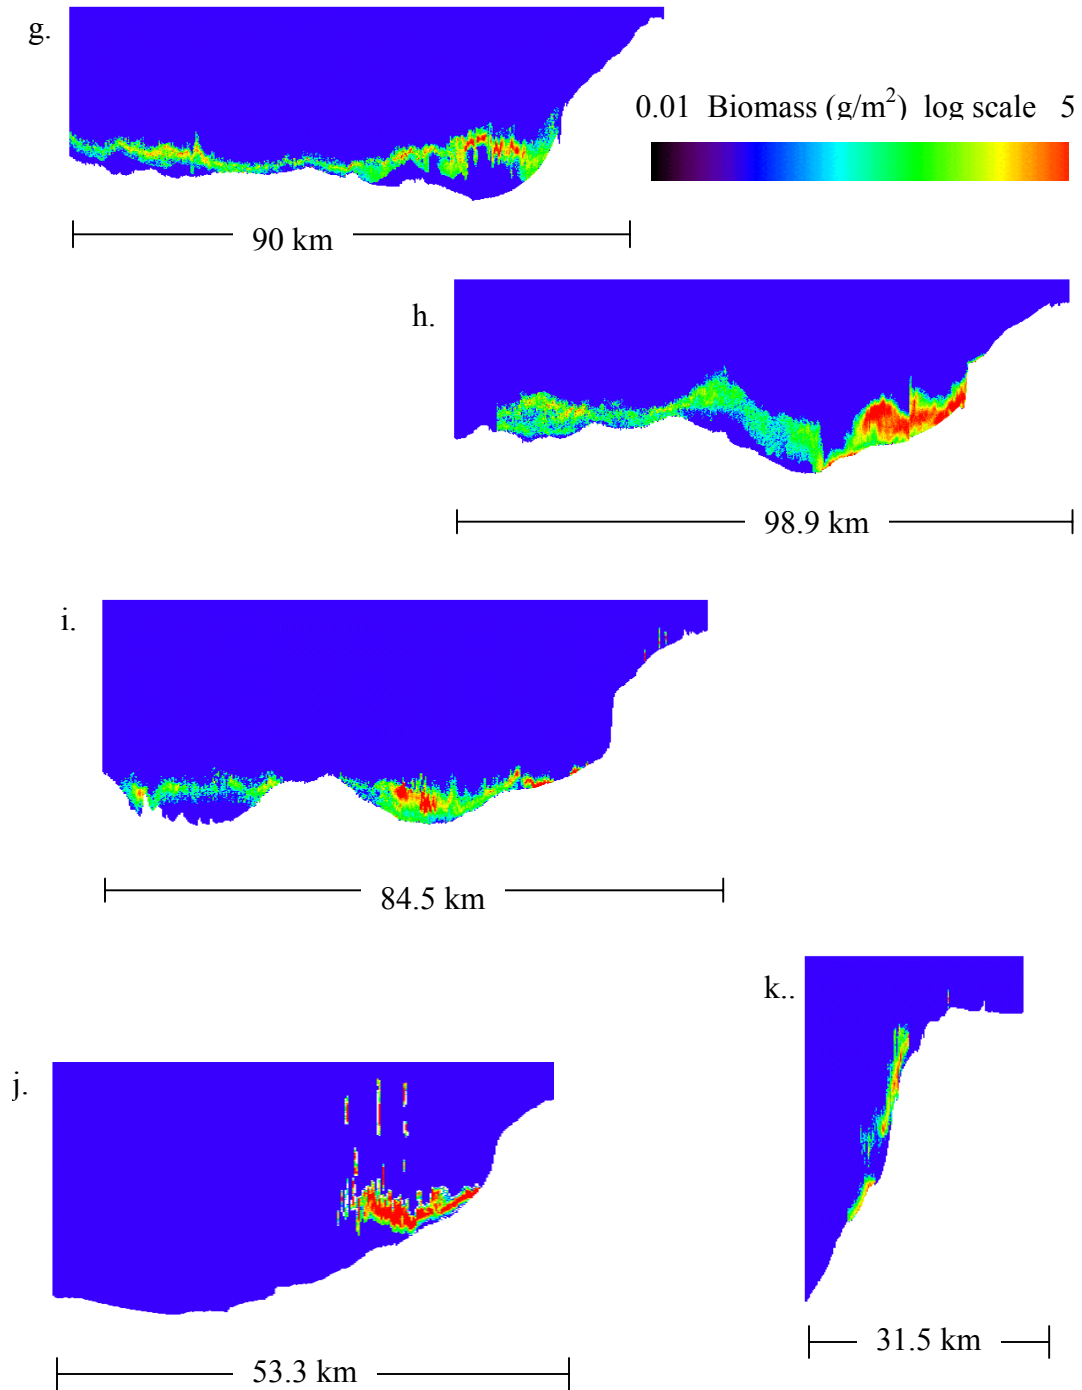 g.
0.01 Biomass (g/m²) log scale 5
90 km
h.
98.9 km
i.
84.5 km
k..
j.
31.5 km
53.3 km